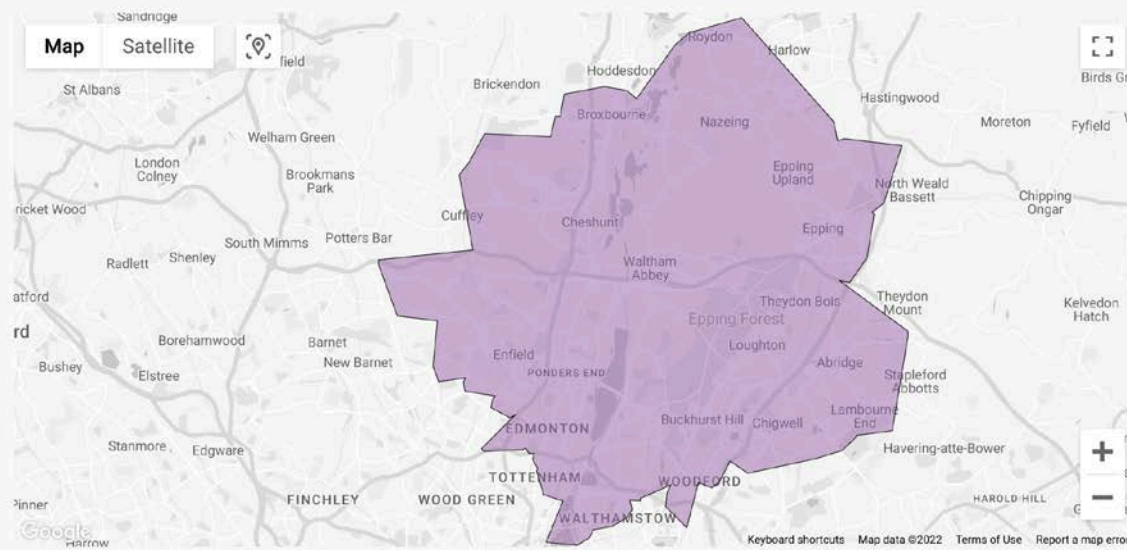 Sandridge
Map
Satellite
field
St Albans
Brickendon
Hoddesdon
Roydon
Harlow
Birds Gr
Hastingwood
Moreton
Fyfield
Broxbourne
Nazeing
Welham Green
London
Colney
Brookmans
Park
Epping
Upland
North Weald
Bassett
Chipping
Ongar
ricket Wood
Cuffley
Cheshunt
Epping
Potters Bar
South Mimms
Shenley
Radlett
Waltham
Abbey
atford
Theydon Bois
Theydon
Mount
Kelvedon
Hatch
rd
Epping Forest
Borehamwood
Barnet
New Barnet
Enfield
Loughton
Abridge
Bushey
Elstree
PONDERS END
Stapleford
Abbotts
Buckhurst Hill
Chigwell
Lambourne
End
EDMONTON
Stanmore
Edgware
Havering-atte-Bower
TOTTENHAM
WOODFORD
FINCHLEY
WOOD GREEN
HAROLD HILL
Pinner
WALTHAMSTOW
Google
Harrow
Keyboard shortcuts
Map data ©2022
Terms of Use
Report a map error